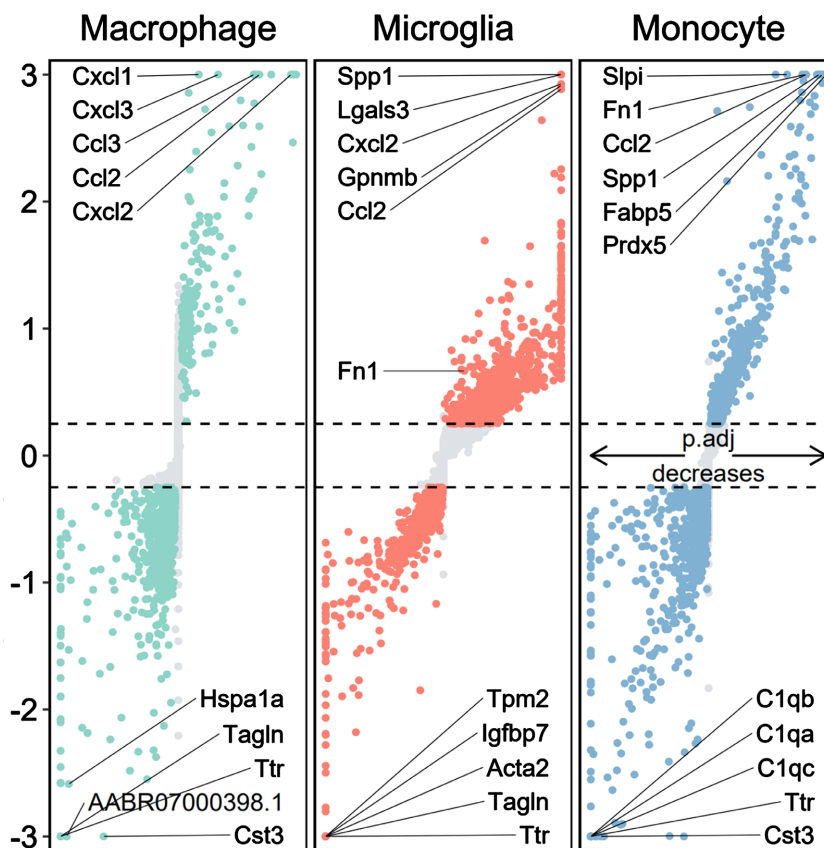 Macrophage
Microglia
Monocyte
3
2
1
0
-1
-2
-3
Cxcl1
Cxcl3
Ccl3
Ccl2
Cxcl2
Hspa1a
Tagln
Ttr
AABR07000398.1
Cst3
Spp1
Lgals3
Cxcl2
Gpnmb
Ccl2
Fn1
Tpm2
Igfbp7
Acta2
Tagln
Ttr
Slpi
Fn1
Ccl2
Spp1
Fabp5
Prdx5
p.adj
decreases
C1qb
C1qa
C1qc
Ttr
Cst3